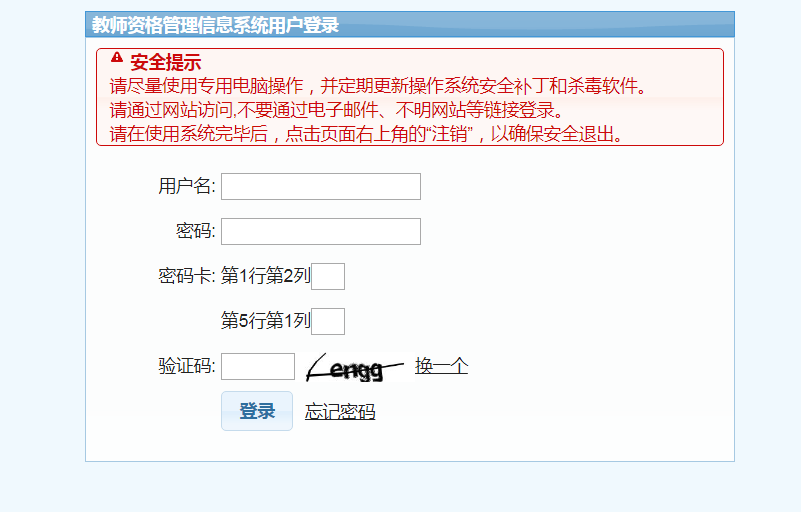 教师资格管理信息系统用户登录
安全提示
请尽量使用专用电脑操作，并定期更新操作系统安全补丁和杀毒软件。
请通过网站访问,不要通过电子邮件、不明网站等链接登录。
请在使用系统完毕后，点击页面右上角的“注销”，以确保安全退出。
用户名:
密码:
密码卡: 第1行第2列
第5行第1列
验证码: engg 换一个
登录 忘记密码